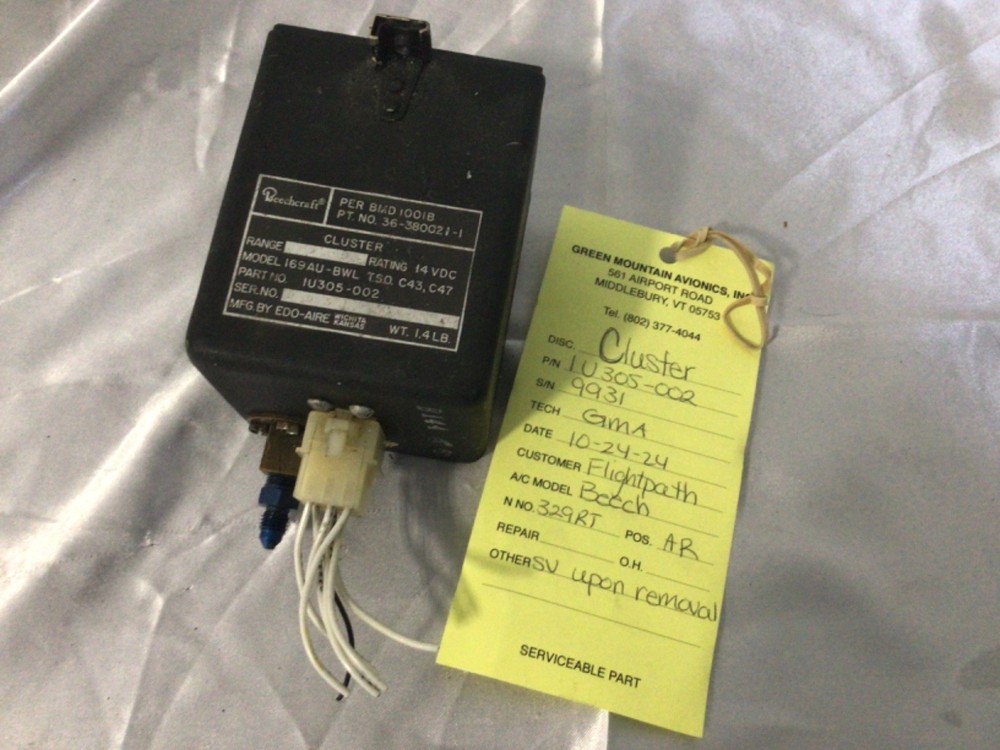 Beechcraft®
PER BMD 1001B
PT. NO. 36-380021-1
CLUSTER
RANGE RATING 14 VDC
MODEL 169AU-BWL T.S.O. C43, C47
PART NO. 1U305-002
SER. NO.
MFG. BY EDO-AIRE WICHITA KANSAS WT. 1.4 LB.
GREEN MOUNTAIN AVIONICS, INC
561 AIRPORT ROAD
MIDDLEBURY, VT 05753
Tel. (802) 377-4044
DISC. Cluster
P/N 1U305-002
S/N 9931
TECH GMA
DATE 10-24-24
CUSTOMER Flightpath
A/C MODEL Beech
N NO. 329RT POS. AR
REPAIR O.H.
OTHER SV upon removal
SERVICEABLE PART